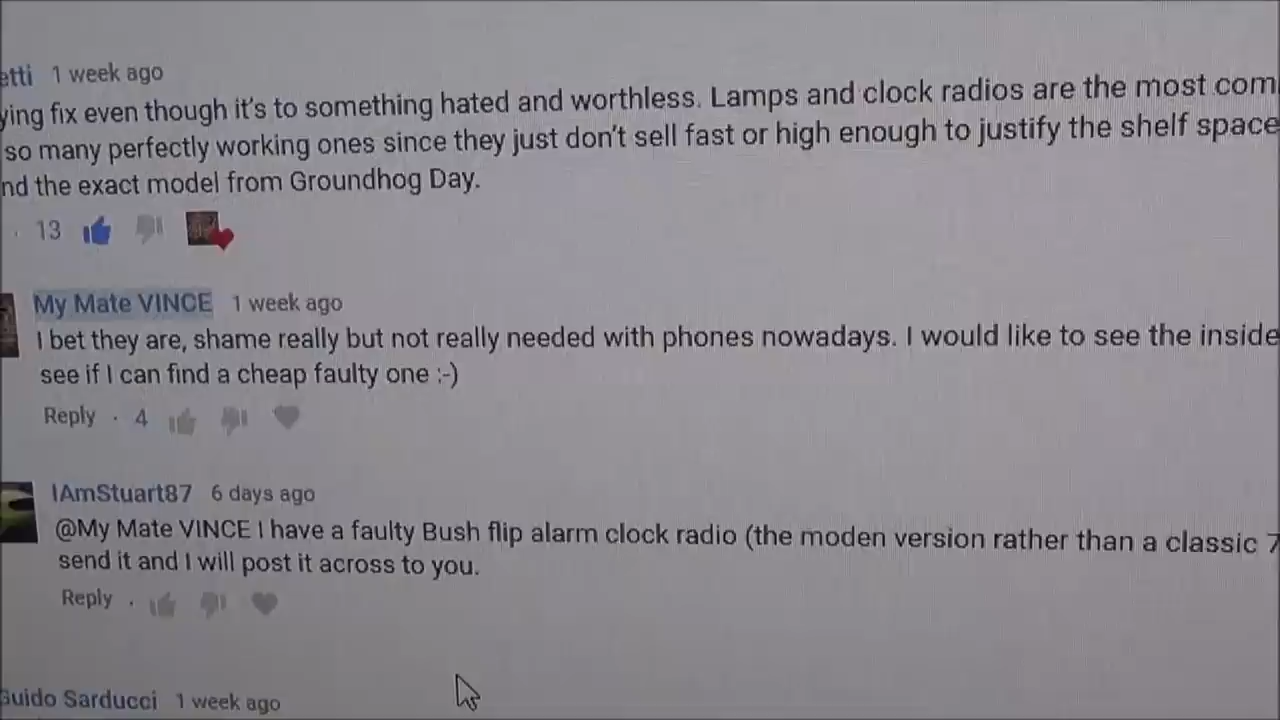 etti 1 week ago
ying fix even though it's to something hated and worthless. Lamps and clock radios are the most com
so many perfectly working ones since they just don't sell fast or high enough to justify the shelf space
nd the exact model from Groundhog Day.
· 13
My Mate VINCE 1 week ago
I bet they are, shame really but not really needed with phones nowadays. I would like to see the inside
see if I can find a cheap faulty one :-)
Reply · 4
IAmStuart87 6 days ago
@My Mate VINCE I have a faulty Bush flip alarm clock radio (the moden version rather than a classic 7
send it and I will post it across to you.
Reply ·
Guido Sarducci 1 week ago